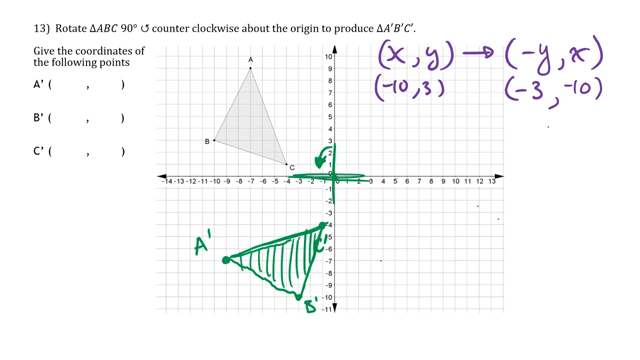 13) Rotate ΔABC 90° ↺ counter clockwise about the origin to produce ΔA'B'C'.
Give the coordinates of
the following points
A' ( , )
B' ( , )
C' ( , )
(x, y) → (-y, x)
(-10, 3) (-3, -10)
A
B
C
10
9
8
7
6
5
4
3
2
1
0
-14 -13 -12 -11 -10 -9 -8 -7 -6 -5 -4 -3 -2 -1 0 1 2 3 4 5 6 7 8 9 10 11 12 13
-1
-2
-3
-4
-5
-6
-7
-8
-9
-10
-11
A'
C'
B'